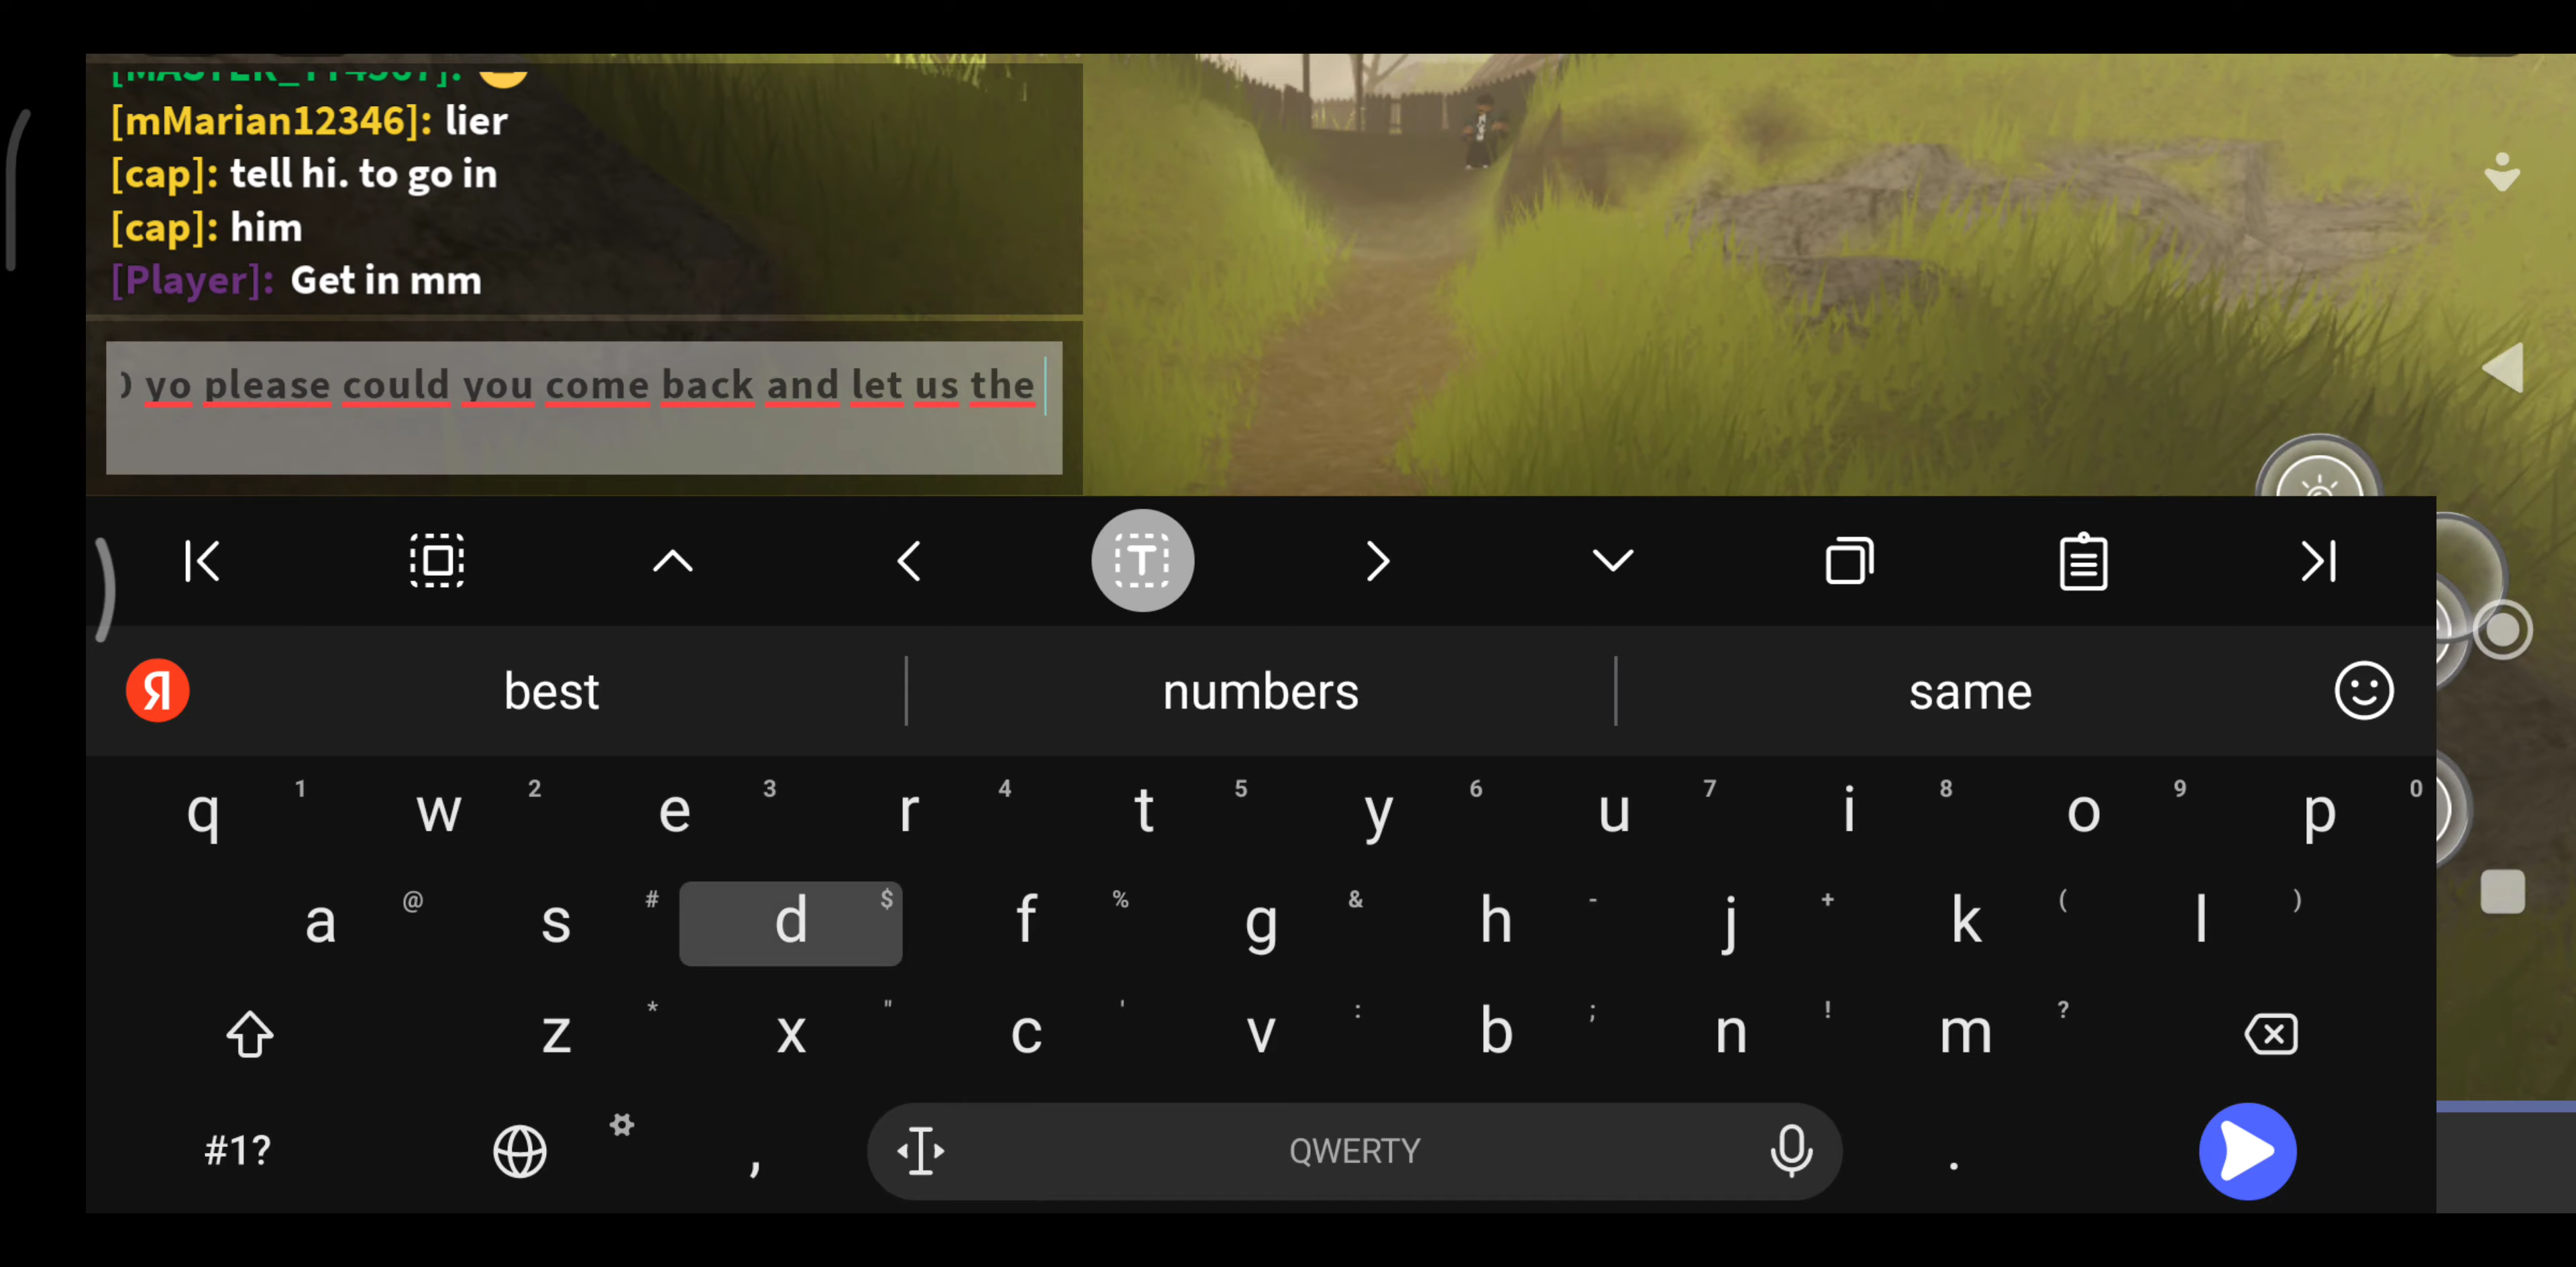 [mMarian12346]: lier
[cap]: tell hi. to go in
[cap]: him
[Player]: Get in mm
yo please could you come back and let us the
Я best numbers same
q 1 w 2 e 3 r 4 t 5 y 6 u 7 i 8 o 9 p 0
a @ s # d $ f % g & h - j + k ( l )
z * x " c ' v : b ; n ! m ?
#1? , QWERTY .